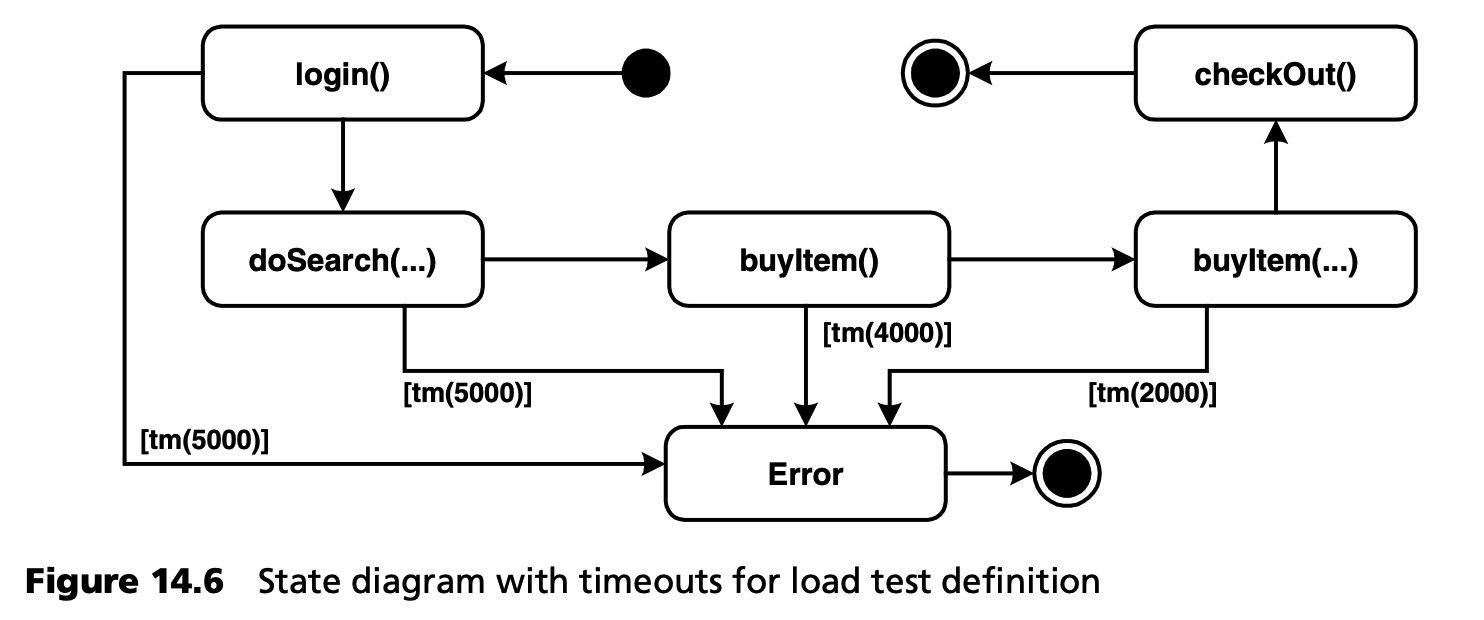 login()
checkOut()
doSearch(...)
buyItem()
buyItem(...)
[tm(4000)]
[tm(5000)]
[tm(2000)]
[tm(5000)]
Error
Figure 14.6 State diagram with timeouts for load test definition